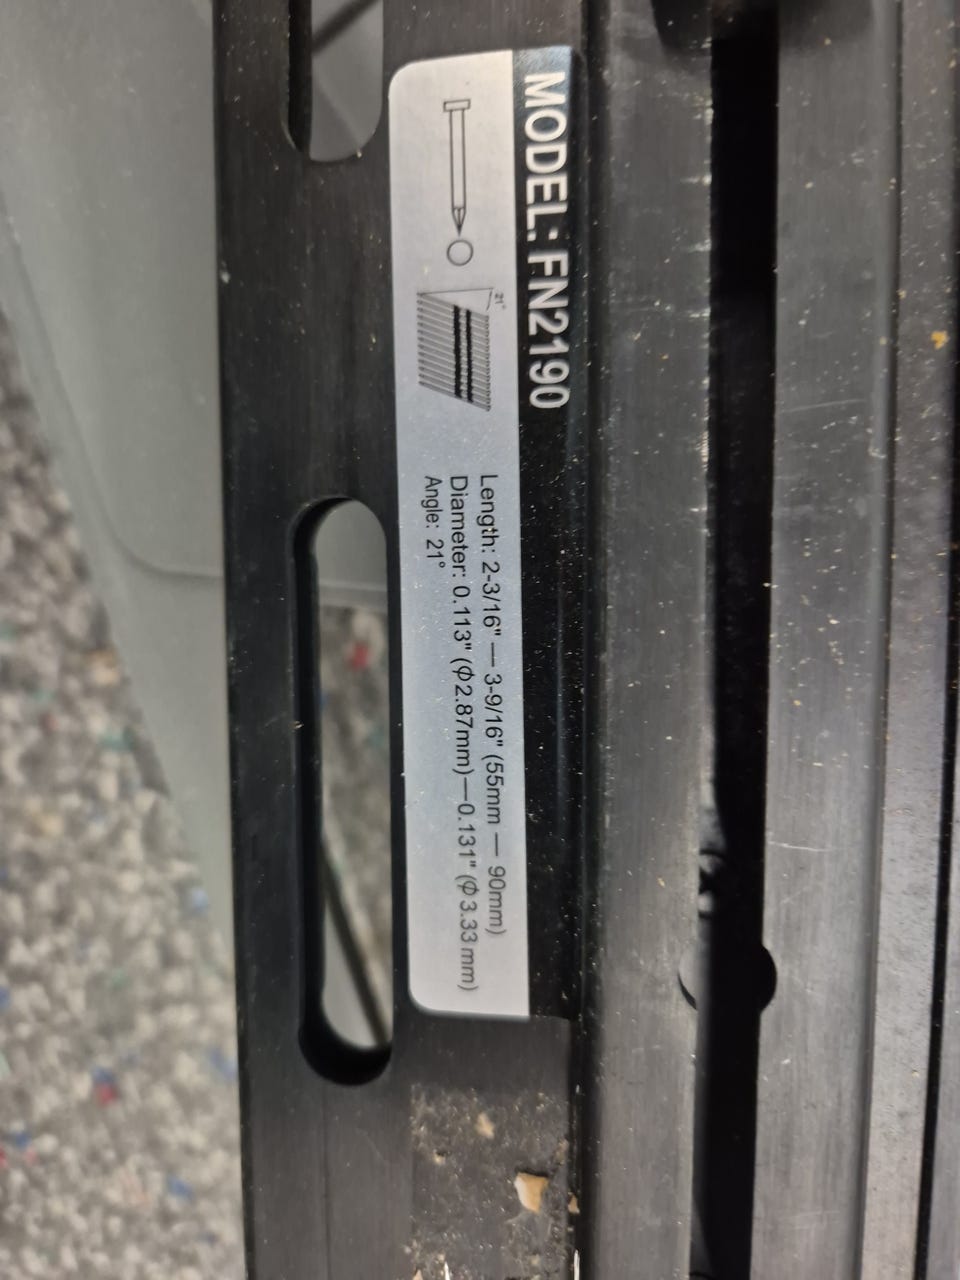 MODEL: FN2190
21°
Length: 2-3/16" — 3-9/16" (55mm — 90mm)
Diameter: 0.113" (Φ2.87mm)—0.131" (Φ3.33mm)
Angle: 21°